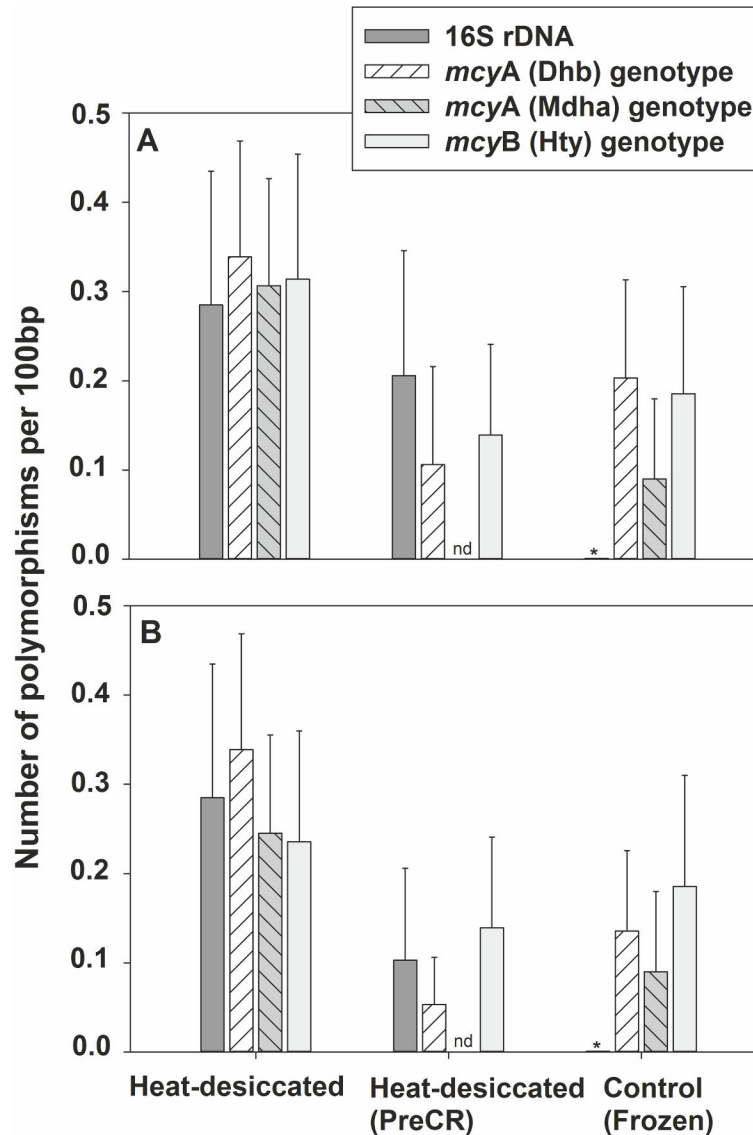 16S rDNA
mcyA (Dhb) genotype
mcyA (Mdha) genotype
mcyB (Hty) genotype
Number of polymorphisms per 100bp
A
0.5
0.4
0.3
0.2
0.1
0.0
nd
*
B
0.5
0.4
0.3
0.2
0.1
0.0
nd
*
Heat-desiccated
Heat-desiccated
(PreCR)
Control
(Frozen)